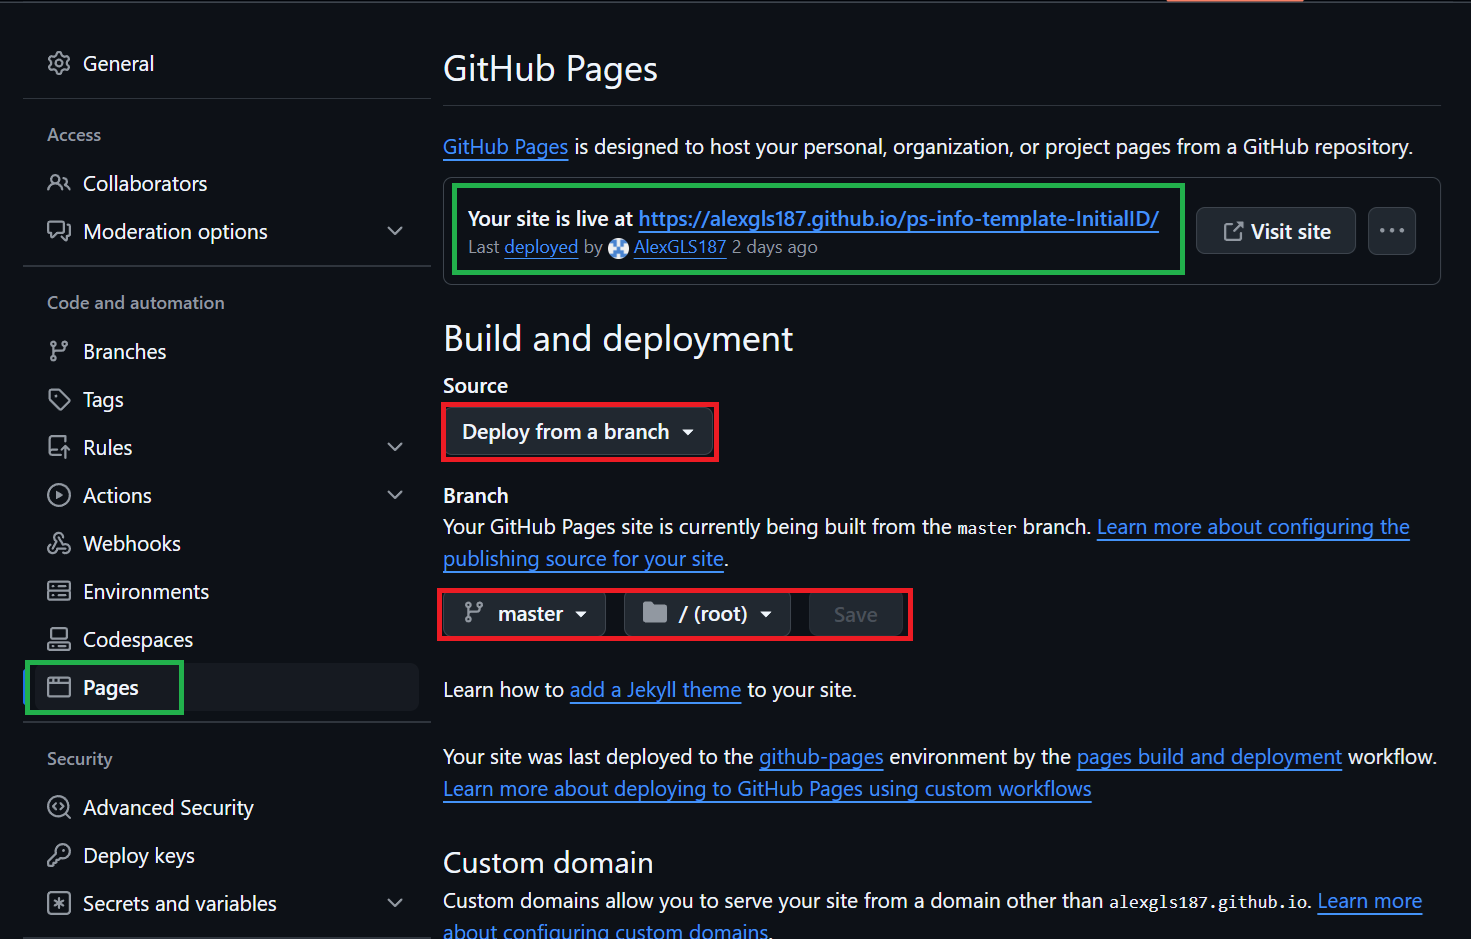 General
Access
Collaborators
Moderation options
Code and automation
Branches
Tags
Rules
Actions
Webhooks
Environments
Codespaces
Pages
Security
Advanced Security
Deploy keys
Secrets and variables
GitHub Pages
GitHub Pages is designed to host your personal, organization, or project pages from a GitHub repository.
Your site is live at https://alexgls187.github.io/ps-info-template-InitialID/
Last deployed by AlexGLS187 2 days ago
Visit site
Build and deployment
Source
Deploy from a branch
Branch
Your GitHub Pages site is currently being built from the master branch. Learn more about configuring the
publishing source for your site.
master / (root) Save
Learn how to add a Jekyll theme to your site.
Your site was last deployed to the github-pages environment by the pages build and deployment workflow.
Learn more about deploying to GitHub Pages using custom workflows
Custom domain
Custom domains allow you to serve your site from a domain other than alexgls187.github.io. Learn more
about configuring custom domains.